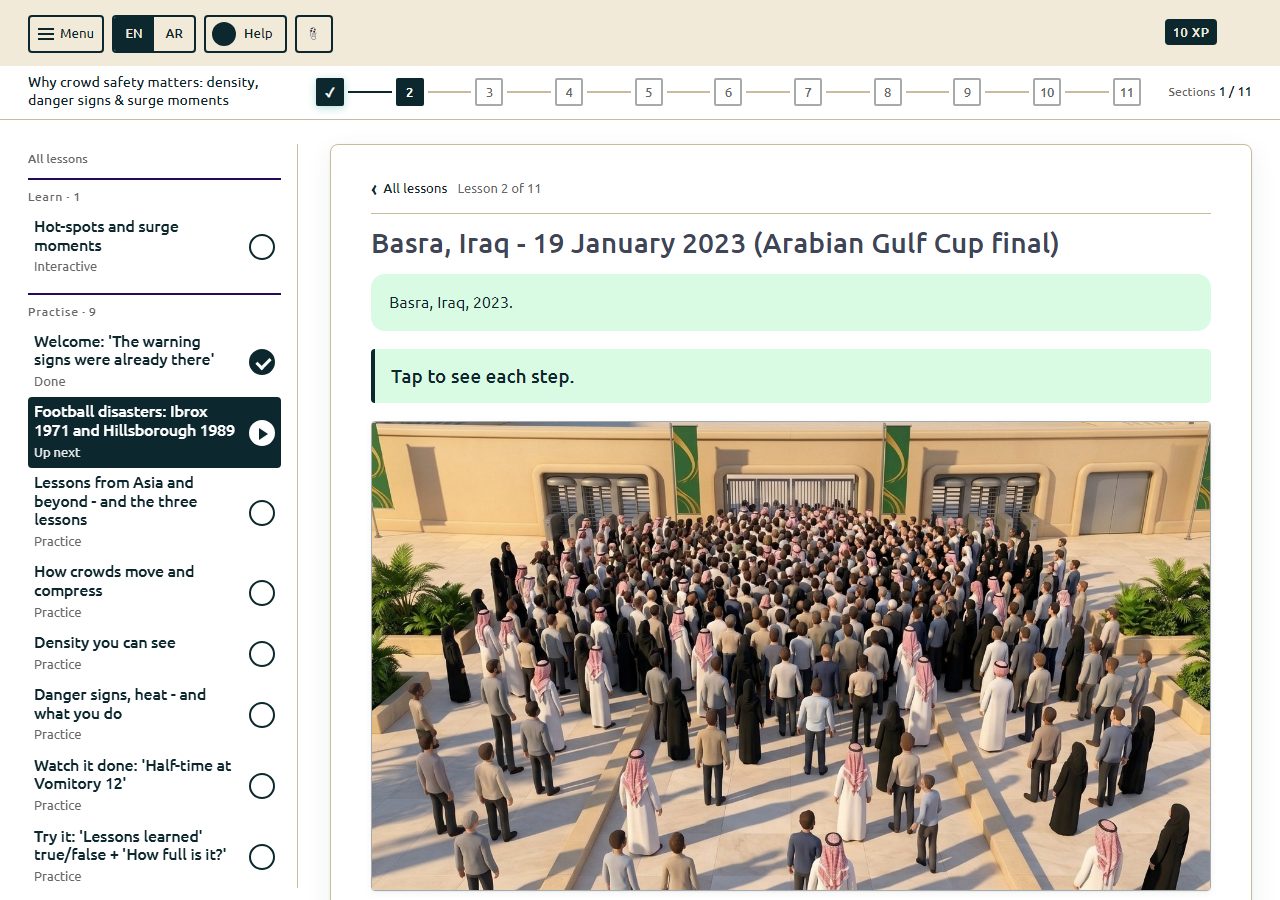 Menu
EN
AR
Help
10 XP
Why crowd safety matters: density,
danger signs & surge moments
2
3
4
5
6
7
8
9
10
11
Sections 1 / 11
All lessons
Learn · 1
Hot-spots and surge
moments
Interactive
Practise · 9
Welcome: 'The warning
signs were already there'
Done
Football disasters: Ibrox
1971 and Hillsborough 1989
Up next
Lessons from Asia and
beyond - and the three
lessons
Practice
How crowds move and
compress
Practice
Density you can see
Practice
Danger signs, heat - and
what you do
Practice
Watch it done: 'Half-time at
Vomitory 12'
Practice
Try it: 'Lessons learned'
true/false + 'How full is it?'
Practice
All lessons Lesson 2 of 11
Basra, Iraq - 19 January 2023 (Arabian Gulf Cup final)
Basra, Iraq, 2023.
Tap to see each step.